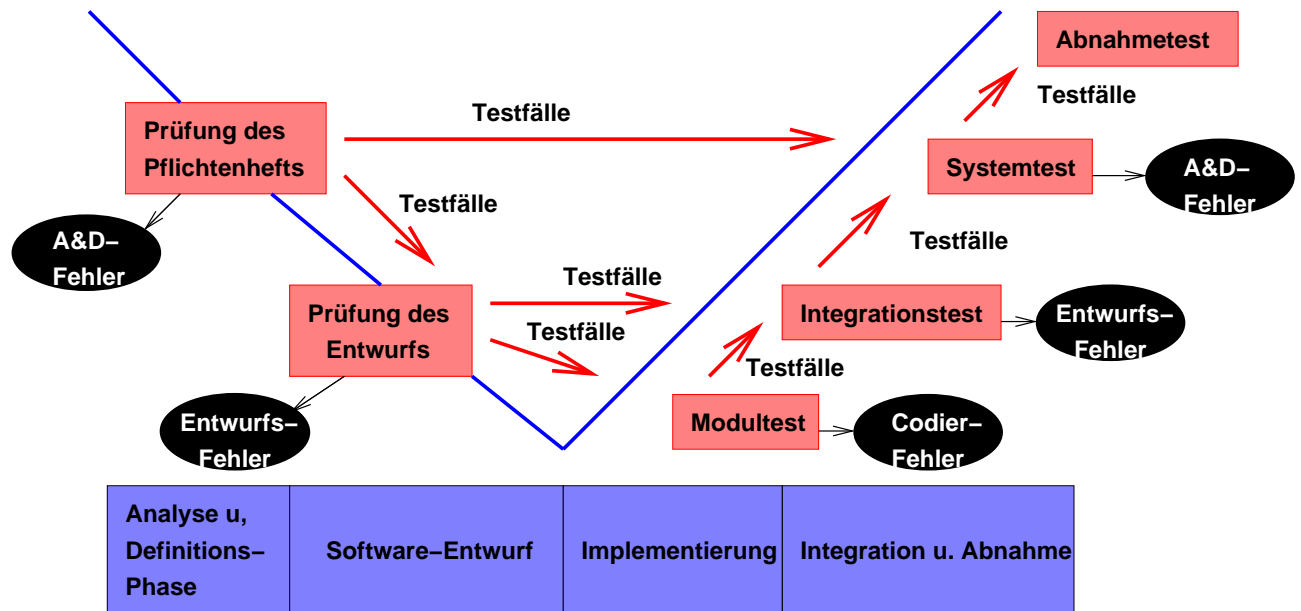 Abnahmetest
Testfälle
Testfälle
Prüfung des
Pflichtenhefts
Systemtest
A&D–
Fehler
Testfälle
A&D–
Fehler
Testfälle
Testfälle
Prüfung des
Entwurfs
Testfälle
Integrationstest
Entwurfs–
Fehler
Testfälle
Entwurfs–
Fehler
Modultest
Codier–
Fehler
Analyse u,
Definitions–
Phase
Software–Entwurf
Implementierung
Integration u. Abnahme